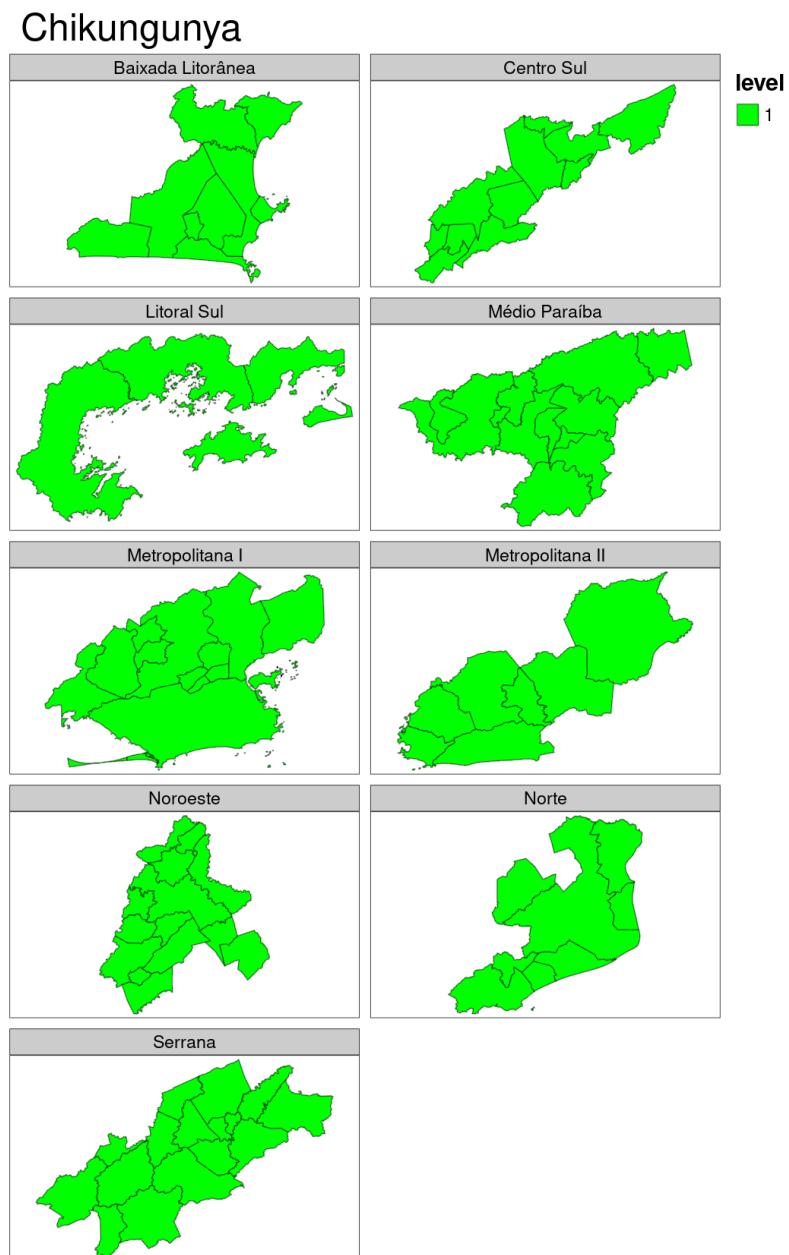 Chikungunya
Baixada Litorânea
Centro Sul
level
1
Litoral Sul
Médio Paraíba
Metropolitana I
Metropolitana II
Noroeste
Norte
Serrana